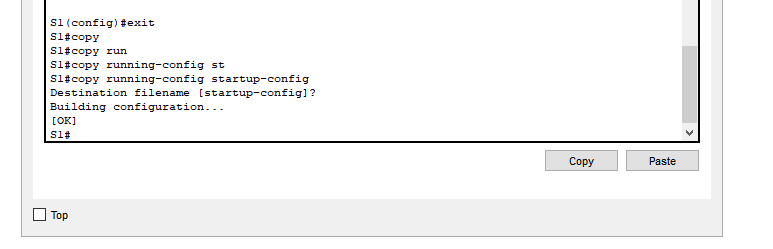 S1(config)#exit
S1#copy
S1#copy run
S1#copy running-config st
S1#copy running-config startup-config
Destination filename [startup-config]?
Building configuration...
[OK]
S1#
Copy Paste
Top